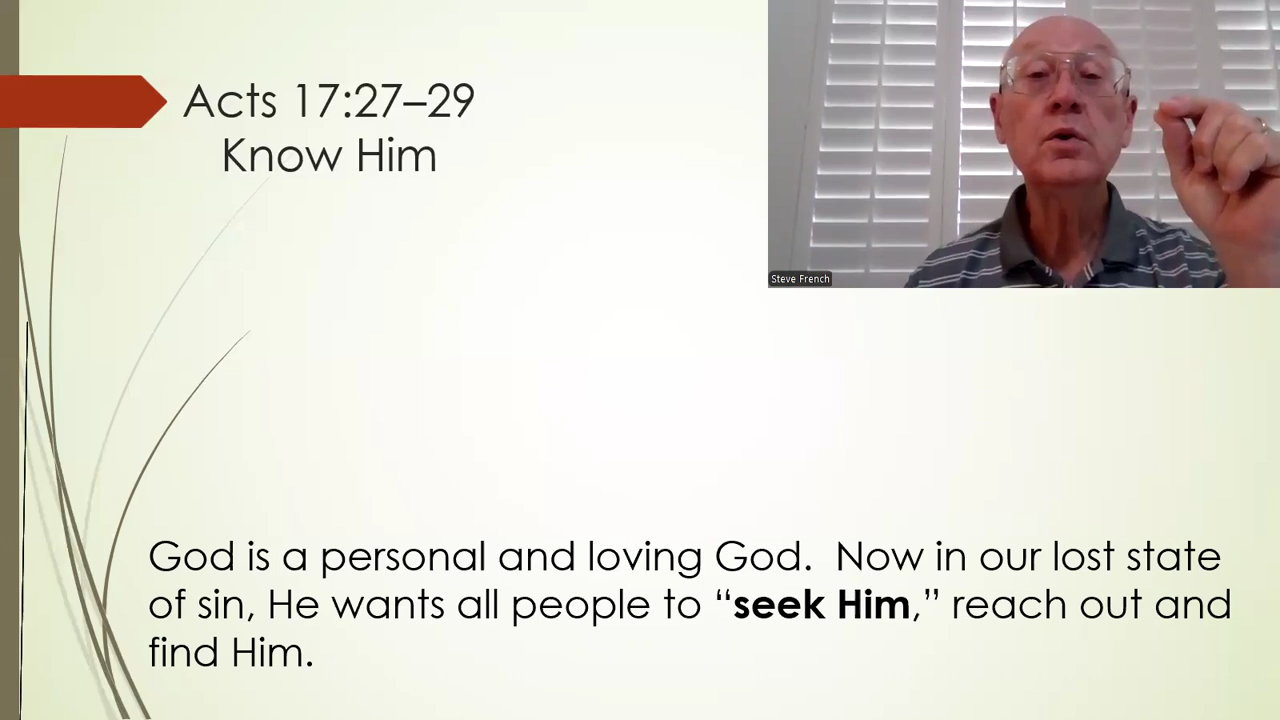 Acts 17:27–29
Know Him
Steve French
God is a personal and loving God.  Now in our lost state
of sin, He wants all people to “seek Him,” reach out and
find Him.